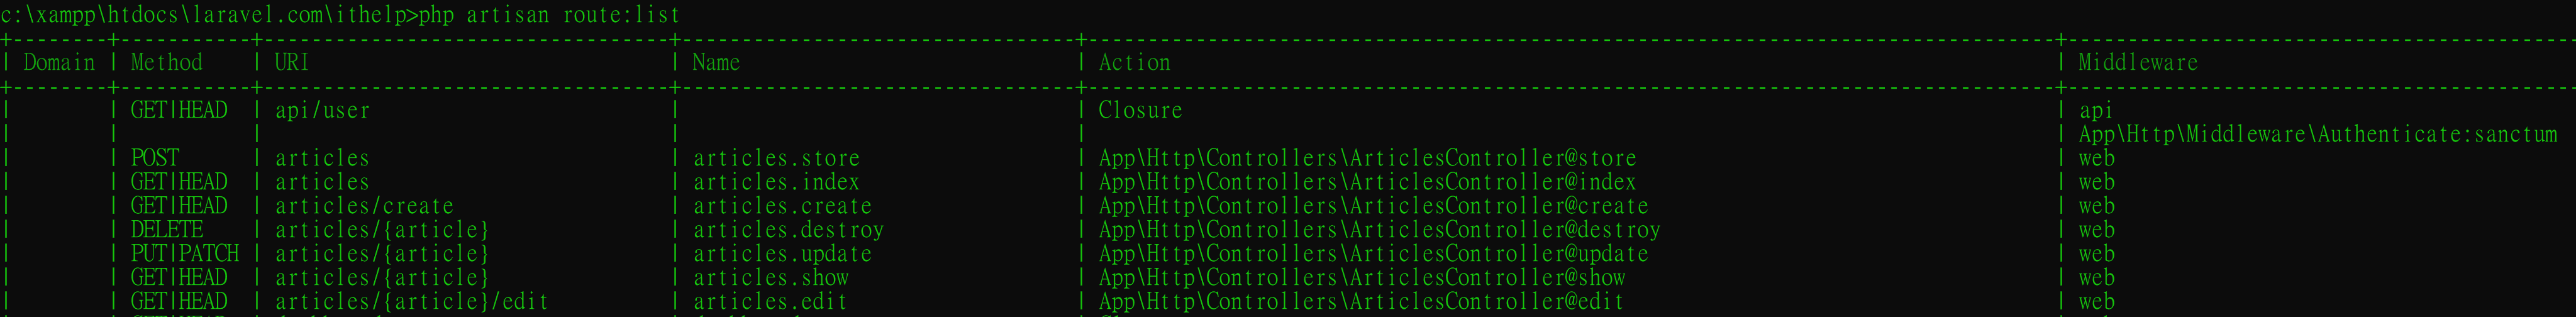 c:\xampp\htdocs\laravel.com\ithelp>php artisan route:list
+--------+-----------+-----------------------------------+----------------------------------+----------------------------------------------------------------------------------+-------------------------------------------
| Domain | Method | URI | Name | Action | Middleware
+--------+-----------+-----------------------------------+----------------------------------+----------------------------------------------------------------------------------+-------------------------------------------
| | GET|HEAD | api/user | | Closure | api
| | | | | | App\Http\Middleware\Authenticate:sanctum
| | POST | articles | articles.store | App\Http\Controllers\ArticlesController@store | web
| | GET|HEAD | articles | articles.index | App\Http\Controllers\ArticlesController@index | web
| | GET|HEAD | articles/create | articles.create | App\Http\Controllers\ArticlesController@create | web
| | DELETE | articles/{article} | articles.destroy | App\Http\Controllers\ArticlesController@destroy | web
| | PUT|PATCH | articles/{article} | articles.update | App\Http\Controllers\ArticlesController@update | web
| | GET|HEAD | articles/{article} | articles.show | App\Http\Controllers\ArticlesController@show | web
| | GET|HEAD | articles/{article}/edit | articles.edit | App\Http\Controllers\ArticlesController@edit | web